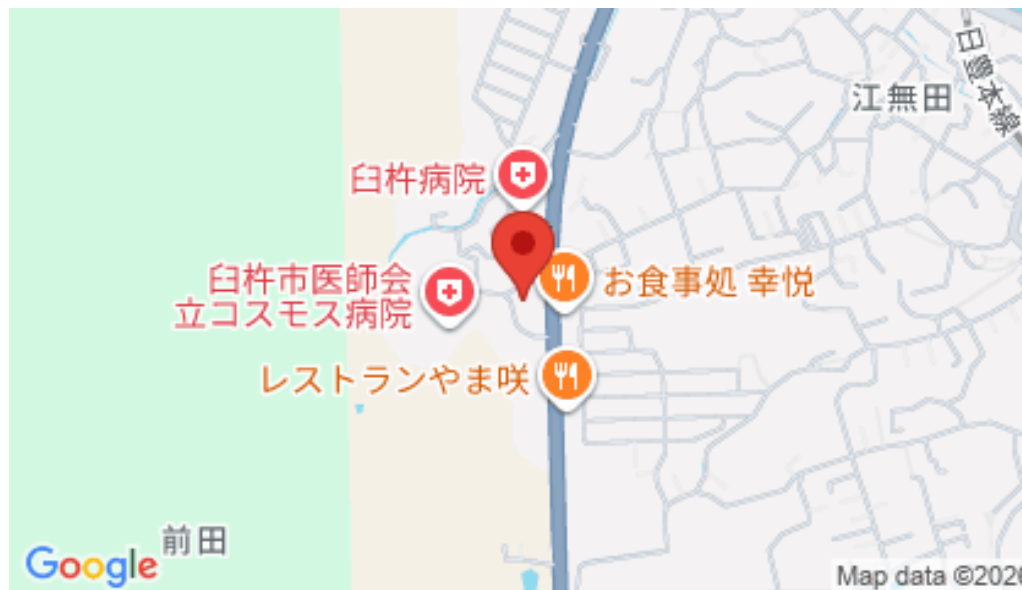 日豊本線
江無田
臼杵病院
臼杵市医師会
立コスモス病院
お食事処 幸悦
レストランやま咲
前田
Google
Map data ©2026